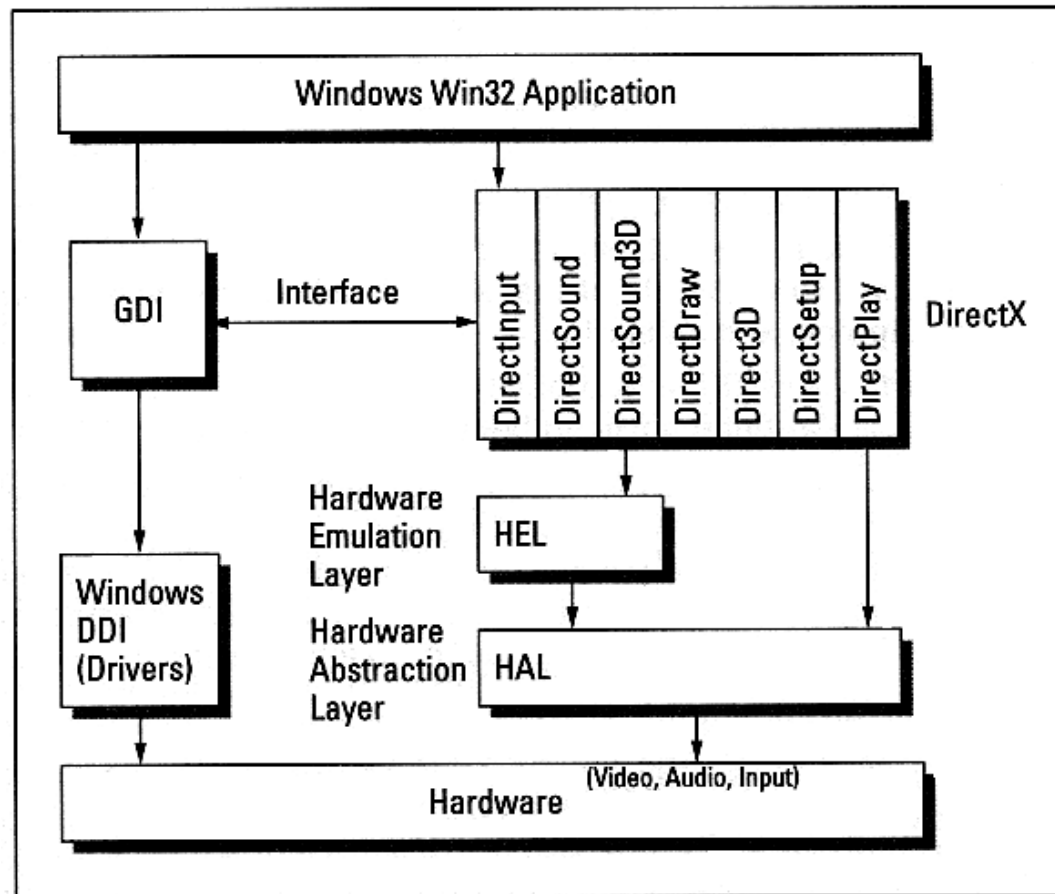 Windows Win32 Application
GDI
Interface
DirectInput
DirectSound
DirectSound3D
DirectDraw
Direct3D
DirectSetup
DirectPlay
DirectX
Hardware
Emulation
Layer
HEL
Windows
DDI
(Drivers)
Hardware
Abstraction
Layer
HAL
(Video, Audio, Input)
Hardware